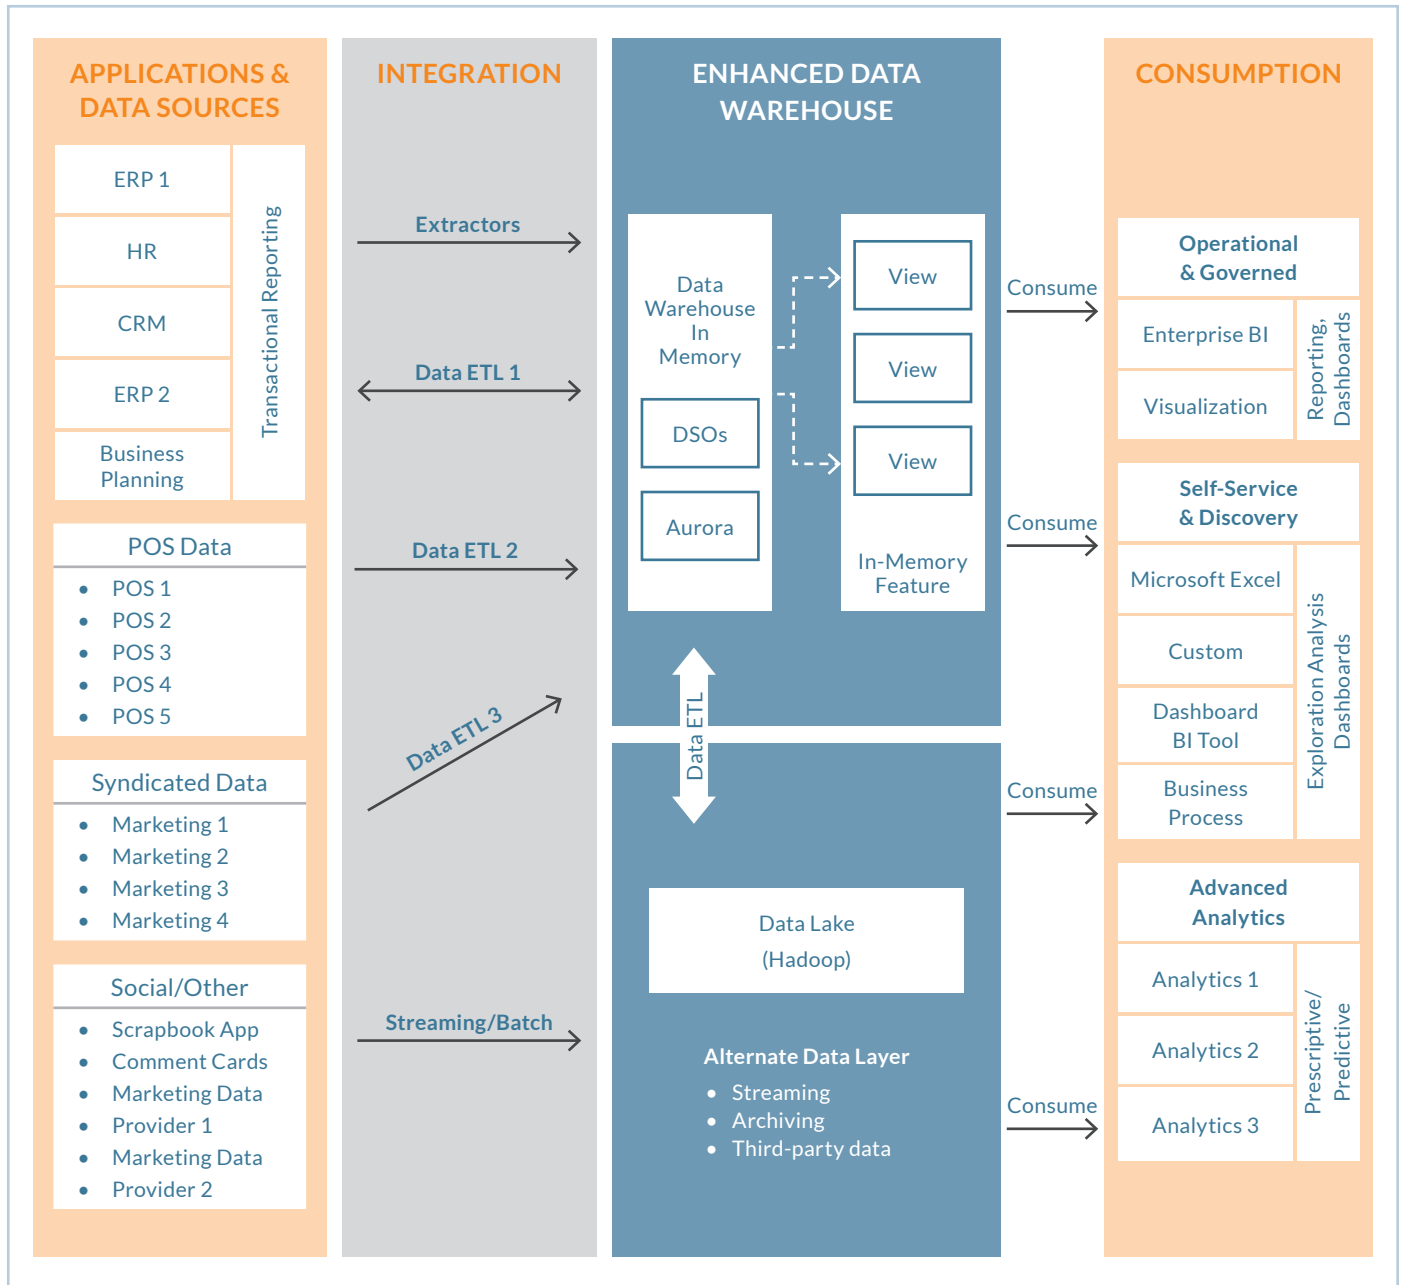 APPLICATIONS &
DATA SOURCES
ERP 1
HR
CRM
ERP 2
Business
Planning
Transactional Reporting
POS Data
• POS 1
• POS 2
• POS 3
• POS 4
• POS 5
Syndicated Data
• Marketing 1
• Marketing 2
• Marketing 3
• Marketing 4
Social/Other
• Scrapbook App
• Comment Cards
• Marketing Data
• Provider 1
• Marketing Data
• Provider 2
INTEGRATION
Extractors
Data ETL 1
Data ETL 2
Data ETL 3
Streaming/Batch
ENHANCED DATA
WAREHOUSE
Data
Warehouse
In
Memory
DSOs
Aurora
View
View
View
In-Memory
Feature
Data ETL
Data Lake
(Hadoop)
Alternate Data Layer
• Streaming
• Archiving
• Third-party data
Consume
Consume
Consume
Consume
CONSUMPTION
Operational
& Governed
Enterprise BI
Visualization
Reporting,
Dashboards
Self-Service
& Discovery
Microsoft Excel
Custom
Dashboard
BI Tool
Business
Process
Exploration Analysis
Dashboards
Advanced
Analytics
Analytics 1
Analytics 2
Analytics 3
Prescriptive/
Predictive